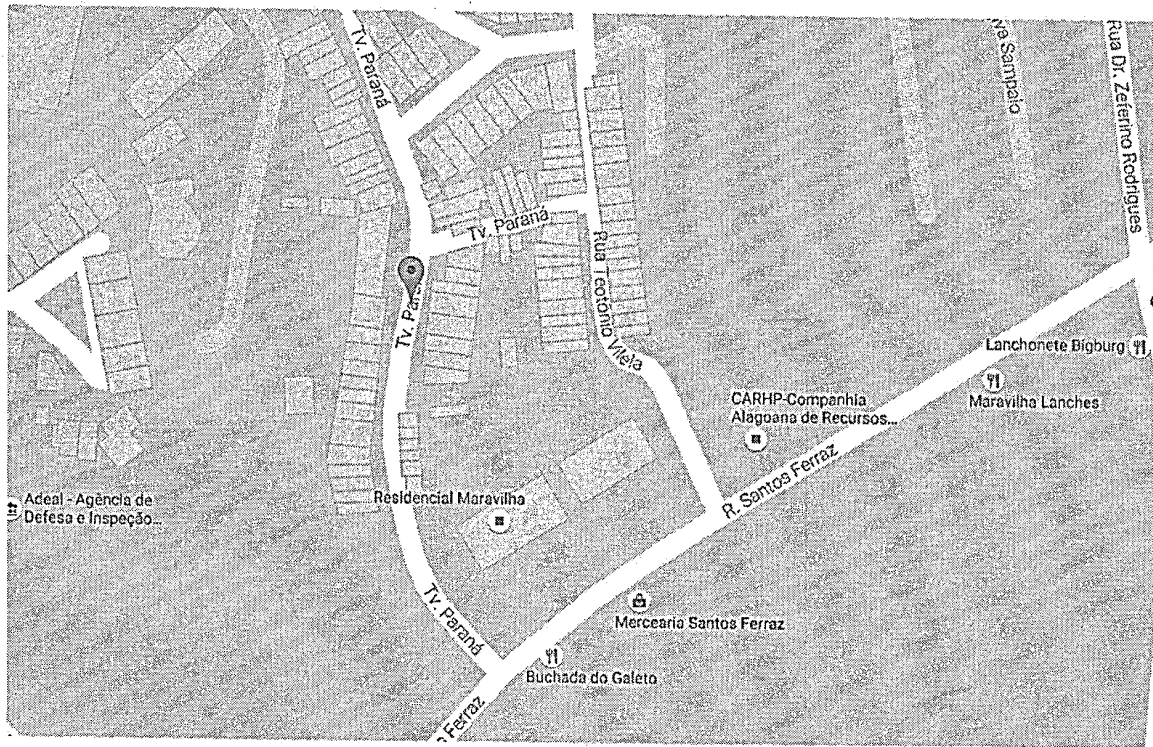 Tv. Paraná
ve Sampaio
Rua Dr. Zeferino Rodrigues
Tv. Paraná
Rua Teotônio Vilela
Tv.
Lanchonete Bigburg
Maravilha Lanches
CARHP-Companhia
Alagoana de Recursos...
R. Santos Ferraz
Adeal - Agência de
Defesa e Inspeção...
Residencial Maravilha
Tv. Paraná
Mercearia Santos Ferraz
Buchada do Galeto
s Ferraz